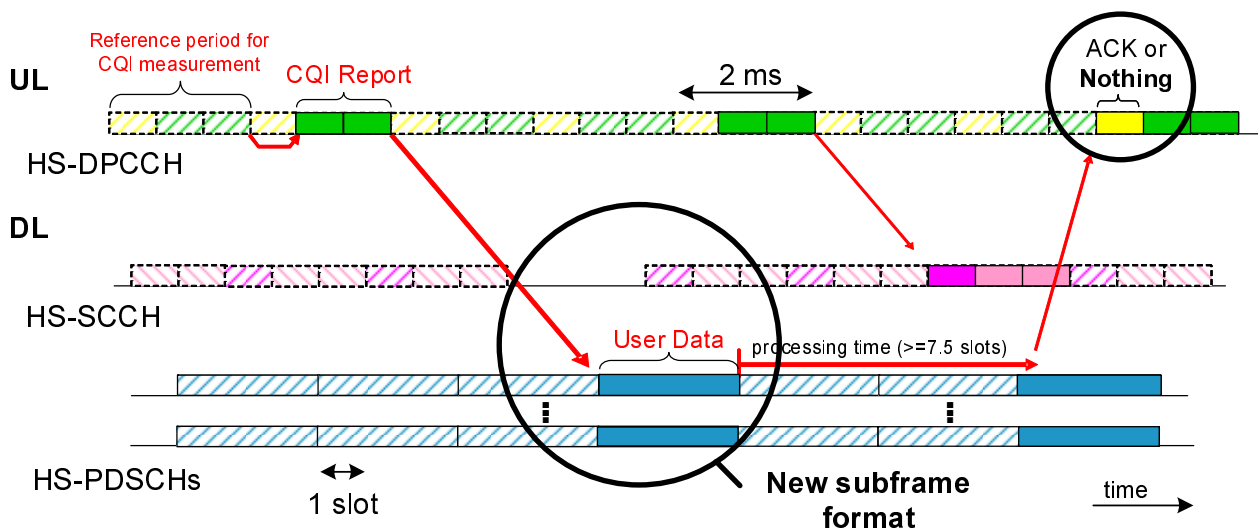 Reference period for
CQI measurement
CQI Report
2 ms
ACK or
Nothing
UL
HS-DPCCH
DL
HS-SCCH
User Data
processing time (>=7.5 slots)
HS-PDSCHs
1 slot
New subframe
format
time